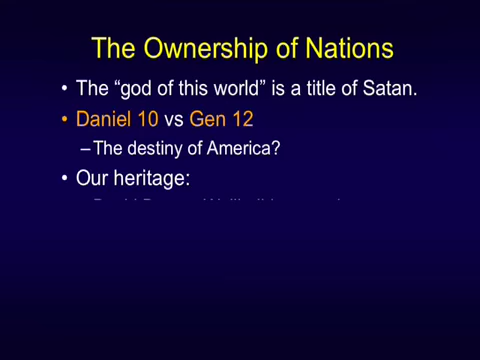 The Ownership of Nations
• The “god of this world” is a title of Satan.
• Daniel 10 vs Gen 12
–The destiny of America?
• Our heritage: